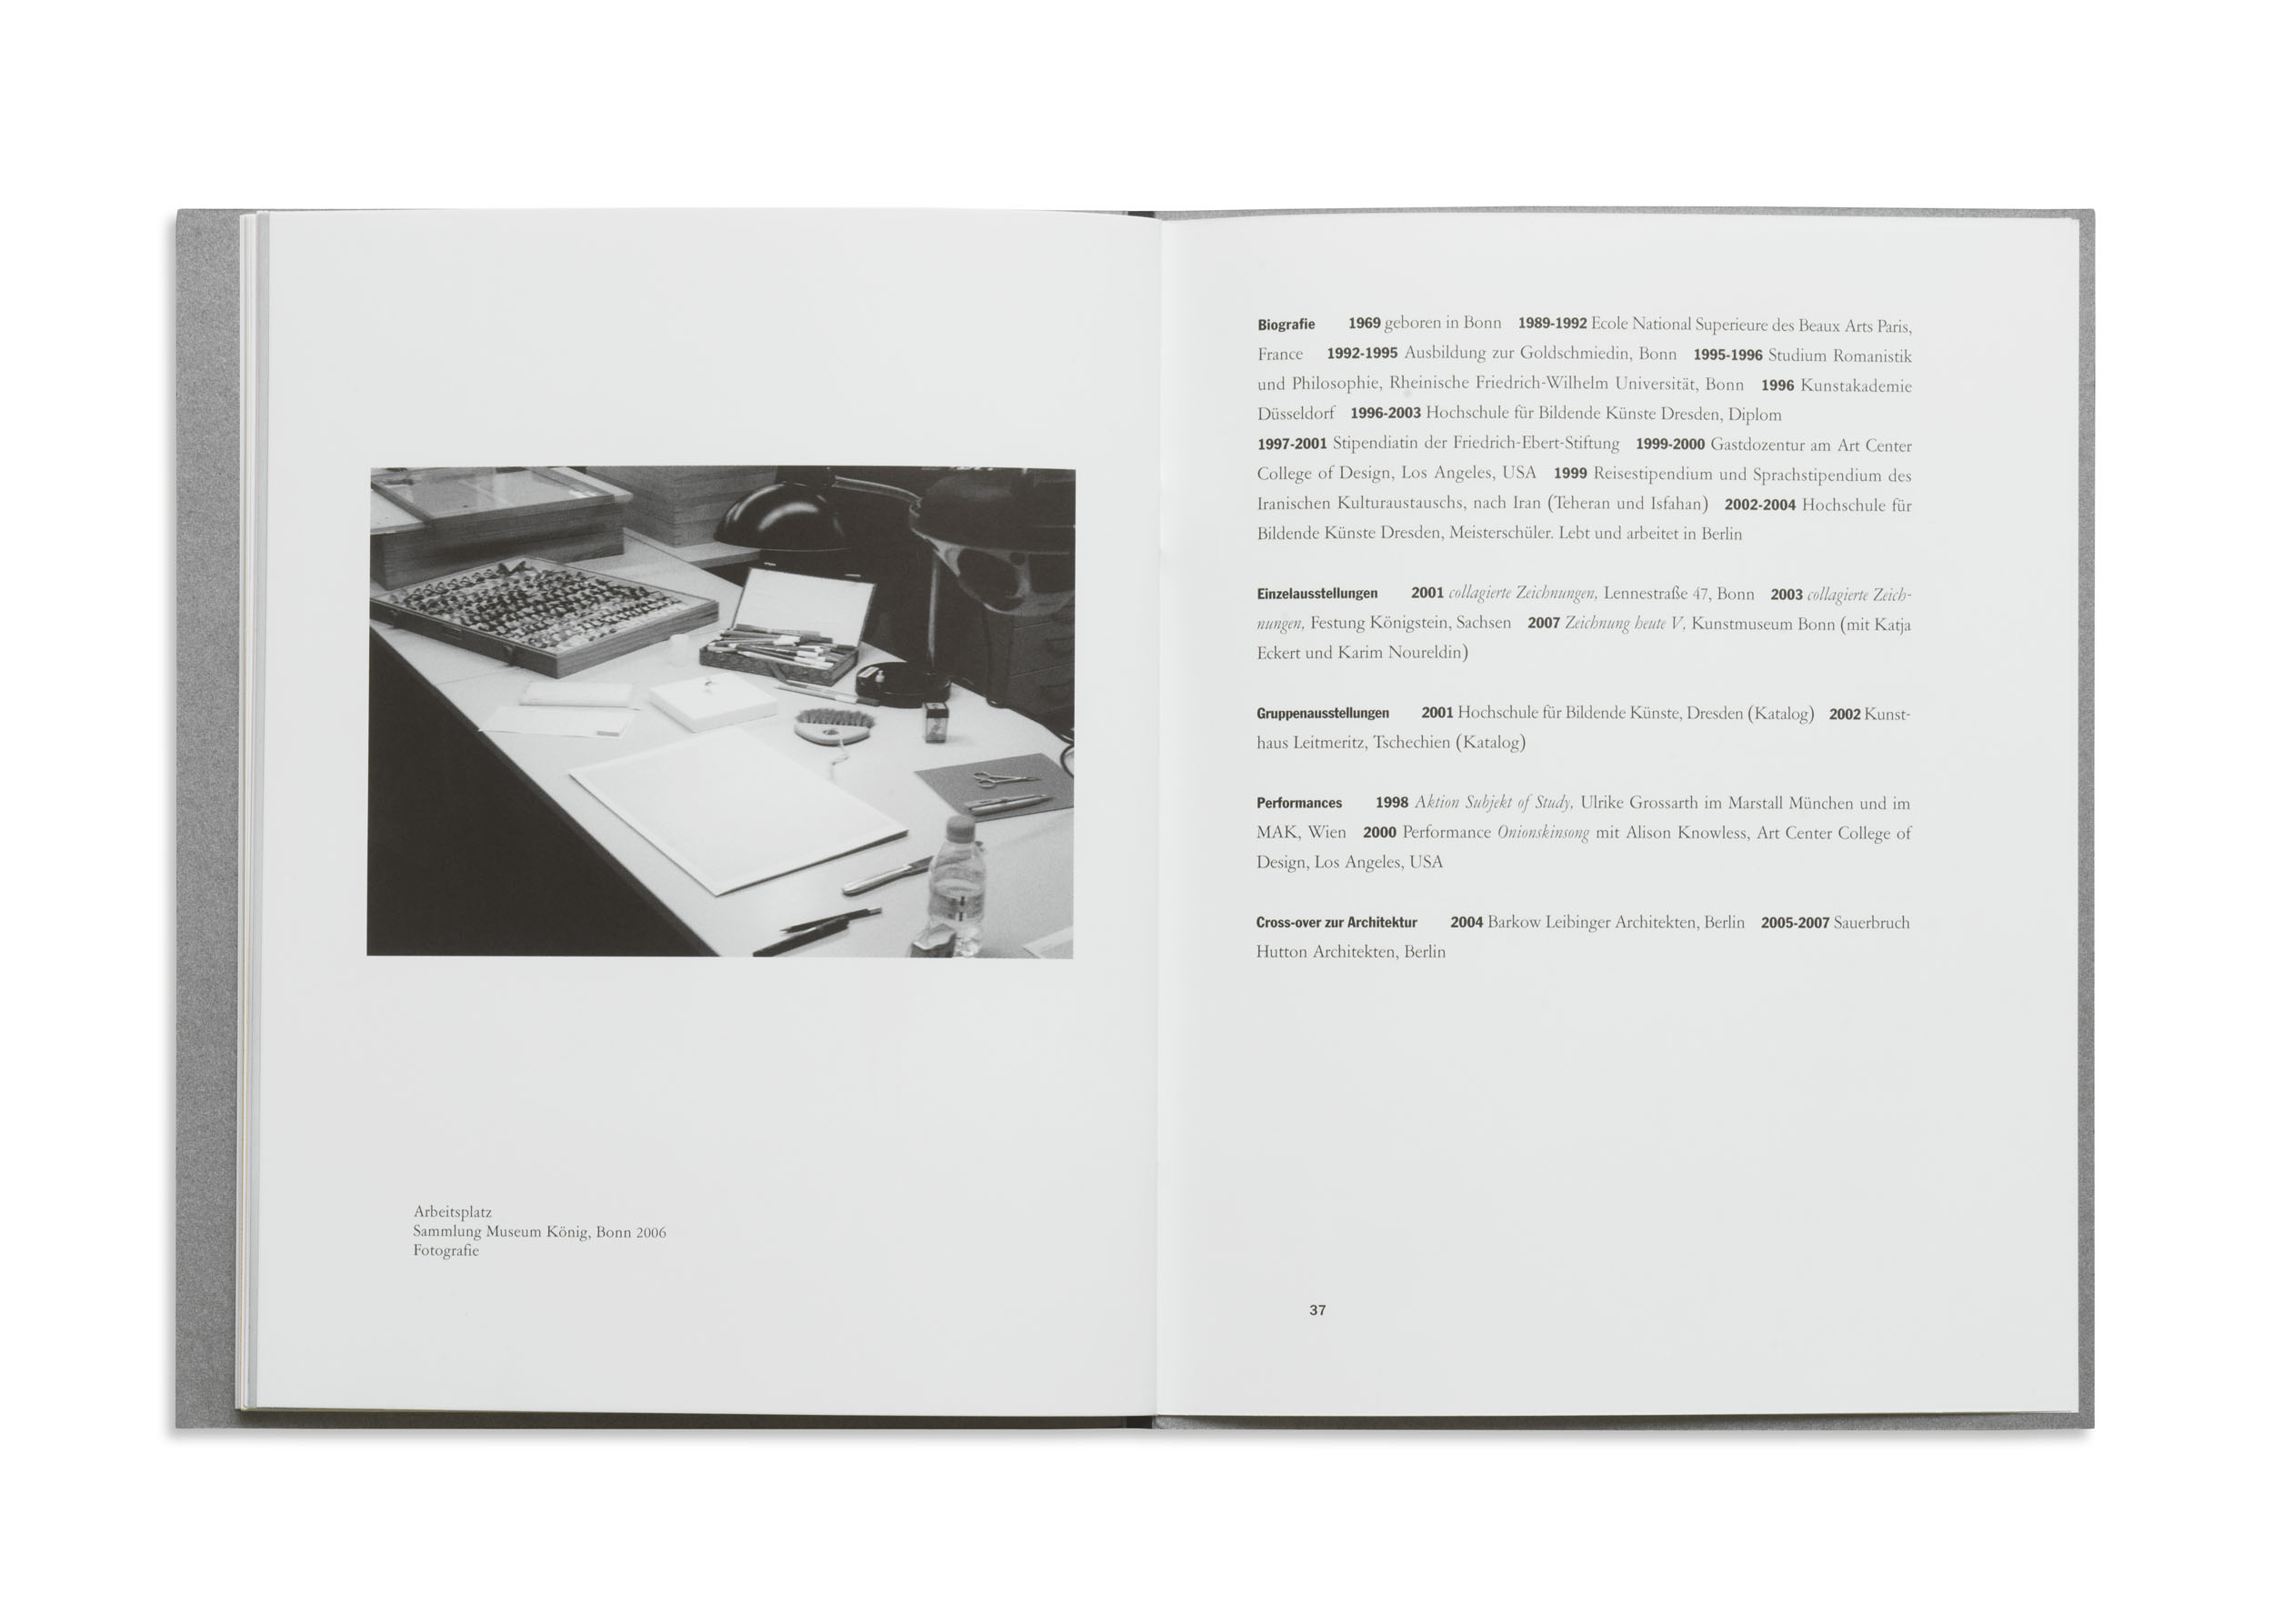 Arbeitsplatz
Sammlung Museum König, Bonn 2006
Fotografie
Biografie 1969 geboren in Bonn 1989-1992 Ecole National Superieure des Beaux Arts Paris,
France 1992-1995 Ausbildung zur Goldschmiedin, Bonn 1995-1996 Studium Romanistik
und Philosophie, Rheinische Friedrich-Wilhelm Universität, Bonn 1996 Kunstakademie
Düsseldorf 1996-2003 Hochschule für Bildende Künste Dresden, Diplom
1997-2001 Stipendiatin der Friedrich-Ebert-Stiftung 1999-2000 Gastdozentur am Art Center
College of Design, Los Angeles, USA 1999 Reisestipendium und Sprachstipendium des
Iranischen Kulturaustauschs, nach Iran (Teheran und Isfahan) 2002-2004 Hochschule für
Bildende Künste Dresden, Meisterschüler. Lebt und arbeitet in Berlin
Einzelausstellungen 2001 collagierte Zeichnungen, Lennestraße 47, Bonn 2003 collagierte Zeich-
nungen, Festung Königstein, Sachsen 2007 Zeichnung heute V, Kunstmuseum Bonn (mit Katja
Eckert und Karim Noureldin)
Gruppenausstellungen 2001 Hochschule für Bildende Künste, Dresden (Katalog) 2002 Kunst-
haus Leitmeritz, Tschechien (Katalog)
Performances 1998 Aktion Subjekt of Study, Ulrike Grossarth im Marstall München und im
MAK, Wien 2000 Performance Onionskinsong mit Alison Knowless, Art Center College of
Design, Los Angeles, USA
Cross-over zur Architektur 2004 Barkow Leibinger Architekten, Berlin 2005-2007 Sauerbruch
Hutton Architekten, Berlin
37